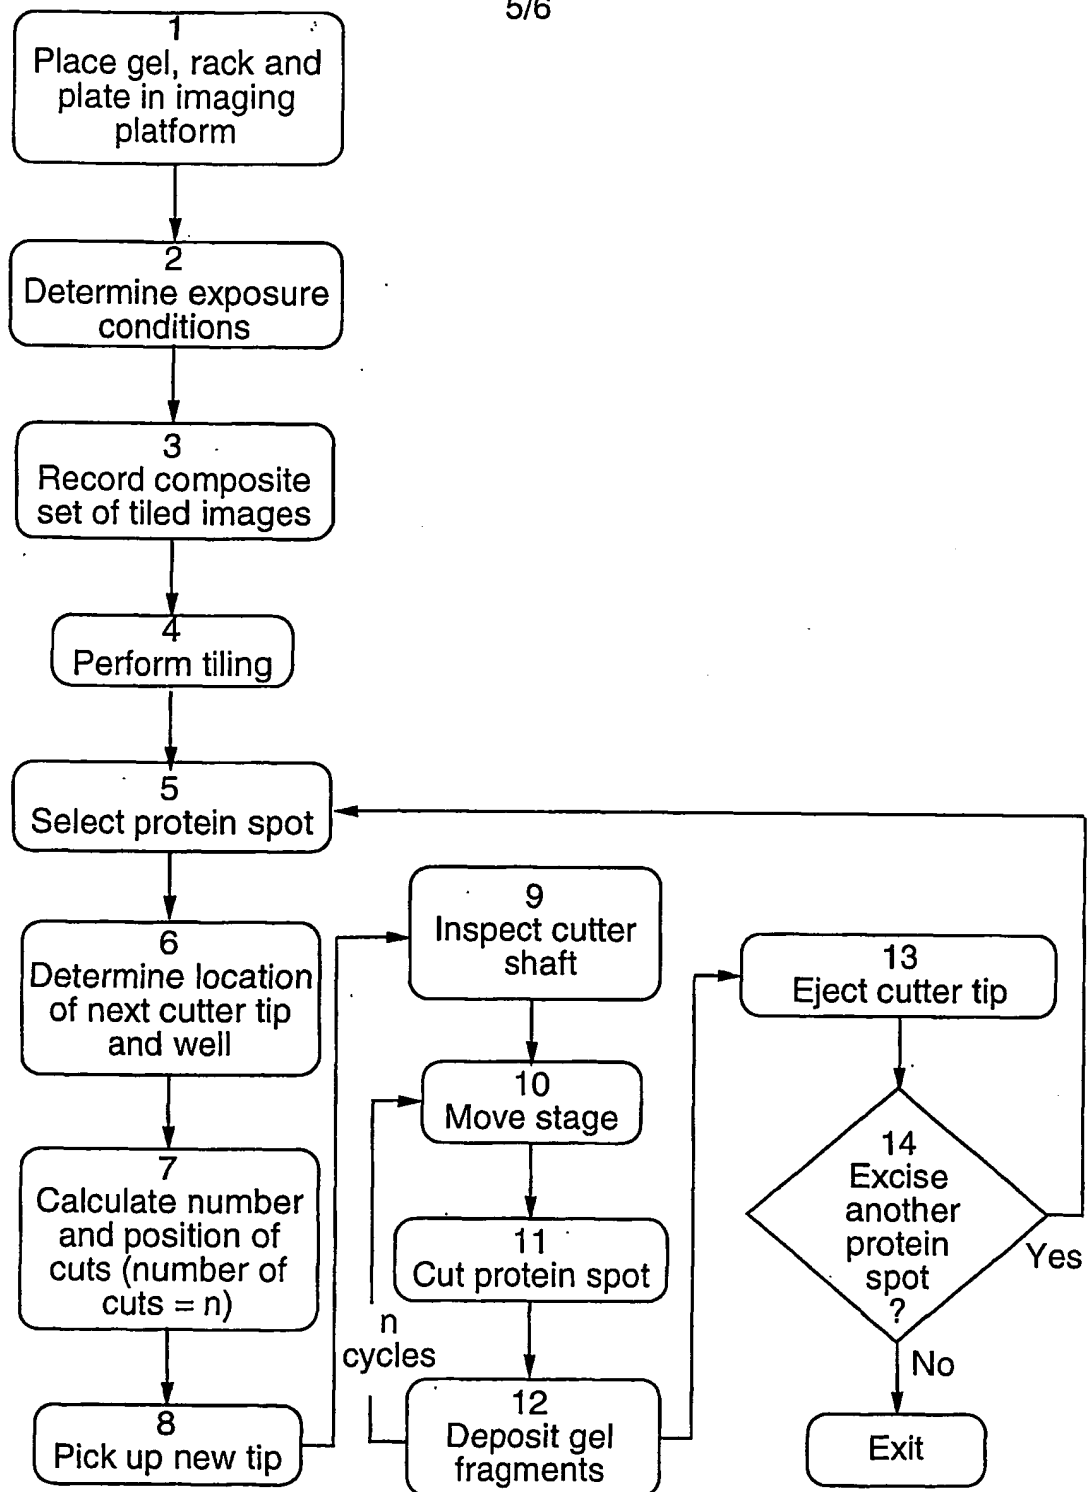 5/6
1
Place gel, rack and
plate in imaging
platform
2
Determine exposure
conditions
3
Record composite
set of tiled images
4
Perform tiling
5
Select protein spot
6
Determine location
of next cutter tip
and well
7
Calculate number
and position of
cuts (number of
cuts = n)
8
Pick up new tip
9
Inspect cutter
shaft
10
Move stage
11
Cut protein spot
n
cycles
12
Deposit gel
fragments
13
Eject cutter tip
14
Excise
another
protein
spot
?
Yes
No
Exit